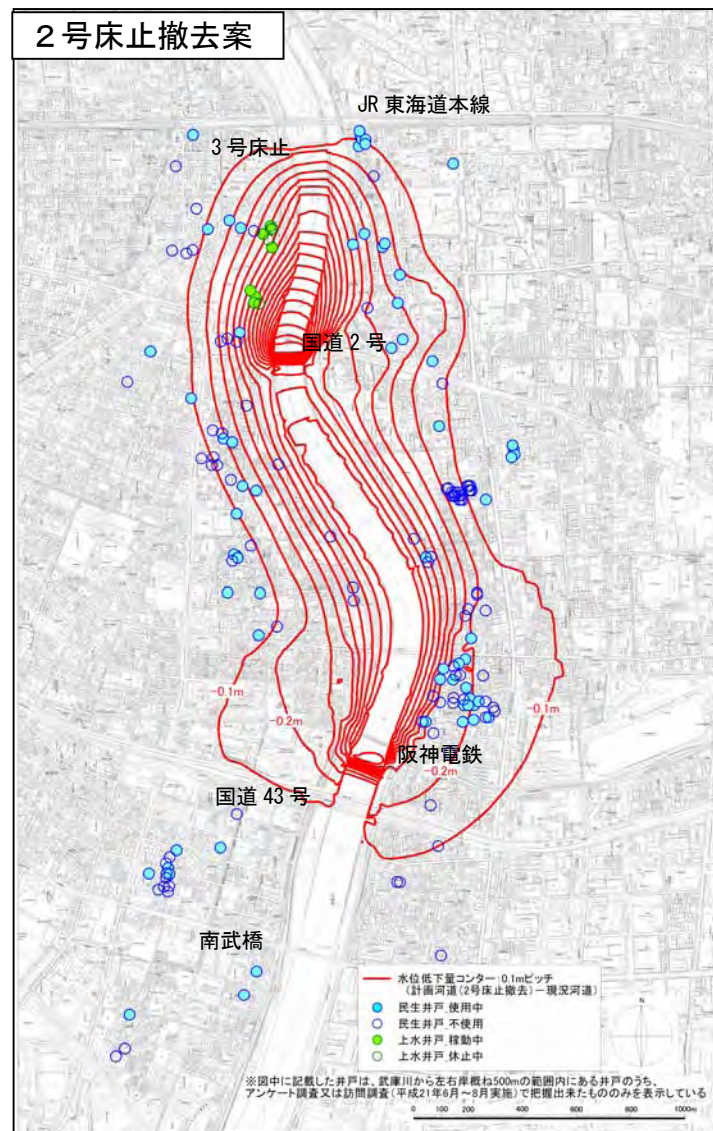 2号床止撤去案
JR東海道本線
3号床止
国道2号
-0.1m
-0.2m
-0.1m
阪神電鉄
-0.2m
国道43号
南武橋
水位低下量コンター:0.1mピッチ
(計画河道(2号床止撤去)-現況河道)
民生井戸_使用中
民生井戸_不使用
上水井戸_稼動中
上水井戸_休止中
N
※図中に記載した井戸は、武庫川から左右岸概ね500mの範囲内にある井戸のうち、
アンケート調査又は訪問調査(平成21年6月~8月実施)で把握出来たもののみを表示している
0 100 200 400 600 800 1000m